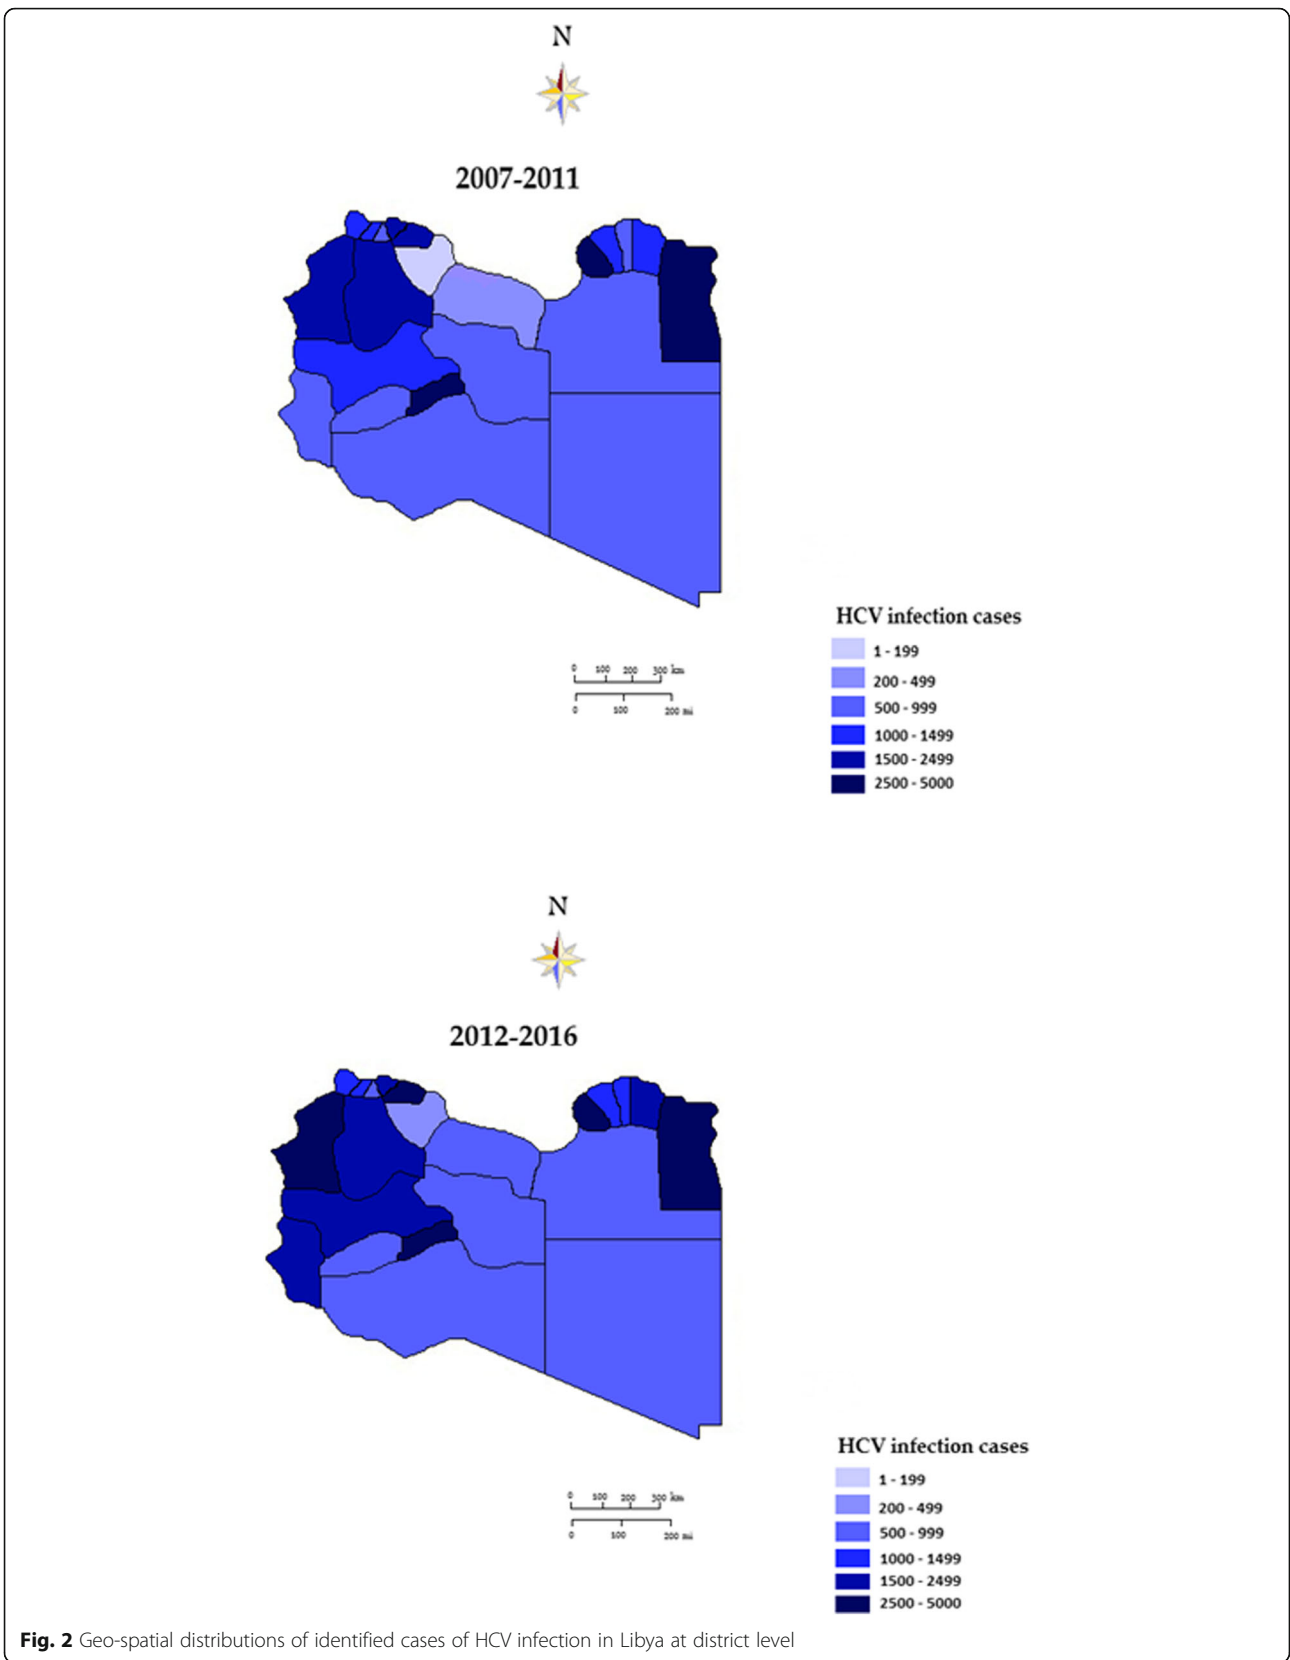 N
2007-2011
HCV infection cases
1 - 199
200 - 499
500 - 999
1000 - 1499
1500 - 2499
2500 - 5000
0 100 200 300 km
0 100 200 mi
N
2012-2016
HCV infection cases
1 - 199
200 - 499
500 - 999
1000 - 1499
1500 - 2499
2500 - 5000
0 100 200 300 km
0 100 200 mi
Fig. 2 Geo-spatial distributions of identified cases of HCV infection in Libya at district level